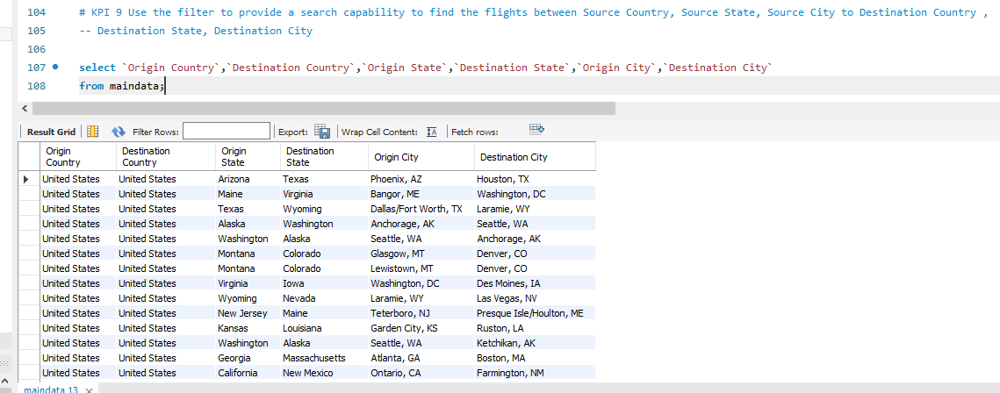 104 # KPI 9 Use the filter to provide a search capability to find the flights between Source Country, Source State, Source City to Destination Country ,
105 -- Destination State, Destination City
106
107 select `Origin Country`,`Destination Country`,`Origin State`,`Destination State`,`Origin City`,`Destination City`
108 from maindata;
Result Grid Filter Rows: Export: Wrap Cell Content: Fetch rows:
Origin Country Destination Country Origin State Destination State Origin City Destination City
United States United States Arizona Texas Phoenix, AZ Houston, TX
United States United States Maine Virginia Bangor, ME Washington, DC
United States United States Texas Wyoming Dallas/Fort Worth, TX Laramie, WY
United States United States Alaska Washington Anchorage, AK Seattle, WA
United States United States Washington Alaska Seattle, WA Anchorage, AK
United States United States Montana Colorado Glasgow, MT Denver, CO
United States United States Montana Colorado Lewistown, MT Denver, CO
United States United States Virginia Iowa Washington, DC Des Moines, IA
United States United States Wyoming Nevada Laramie, WY Las Vegas, NV
United States United States New Jersey Maine Teterboro, NJ Presque Isle/Houlton, ME
United States United States Kansas Louisiana Garden City, KS Ruston, LA
United States United States Washington Alaska Seattle, WA Ketchikan, AK
United States United States Georgia Massachusetts Atlanta, GA Boston, MA
United States United States California New Mexico Ontario, CA Farmington, NM
maindata 13